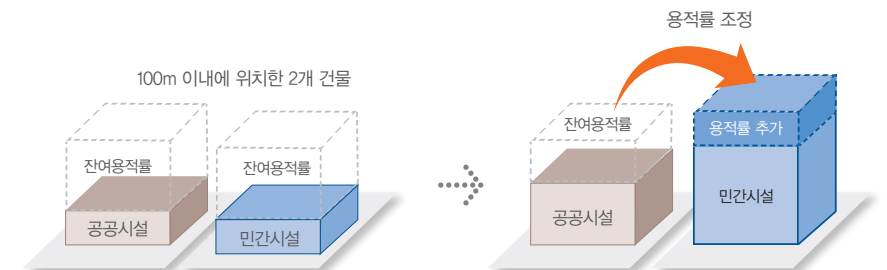 용적률 조정
100m 이내에 위치한 2개 건물
잔여용적률
잔여용적률
공공시설
민간시설
잔여용적률
용적률 추가
공공시설
민간시설